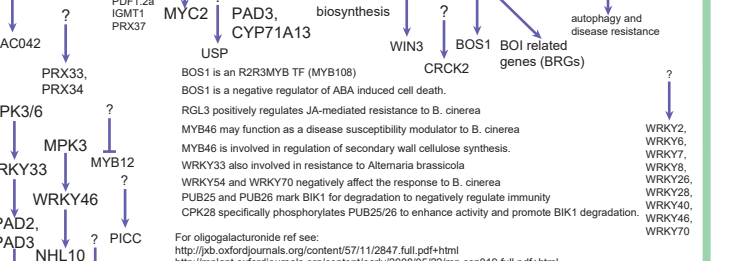 PDF1.2a
IGMT1
PRX37
MYC2
PAD3,
CYP71A13
biosynthesis
autophagy and
disease resistance
?
?
AC042
USP
WIN3
BOS1
BOI related
genes (BRGs)
CRCK2
PRX33,
PRX34
?
BOS1 is an R2R3MYB TF (MYB108)
BOS1 is a negative regulator of ABA induced cell death.
RGL3 positively regulates JA-mediated resistance to B. cinerea
MYB46 may function as a disease susceptibility modulator to B. cinerea
MYB46 is involved in regulation of secondary wall cellulose synthesis.
WRKY33 also involved in resistance to Alternaria brassicola
WRKY54 and WRKY70 negatively affect the response to B. cinerea
PUB25 and PUB26 mark BIK1 for degradation to negatively regulate immunity
CPK28 specifically phosphorylates PUB25/26 to enhance activity and promote BIK1 degradation.
WRKY2,
WRKY6,
WRKY7,
WRKY8,
WRKY26,
WRKY28,
WRKY40,
WRKY46,
WRKY70
PK3/6
?
MPK3
MYB12
RKY33
?
WRKY46
PAD2,
PAD3
PICC
?
NHL10
For oligogalacturonide ref see:
http://jxb.oxfordjournals.org/content/57/11/2847.full.pdf+html